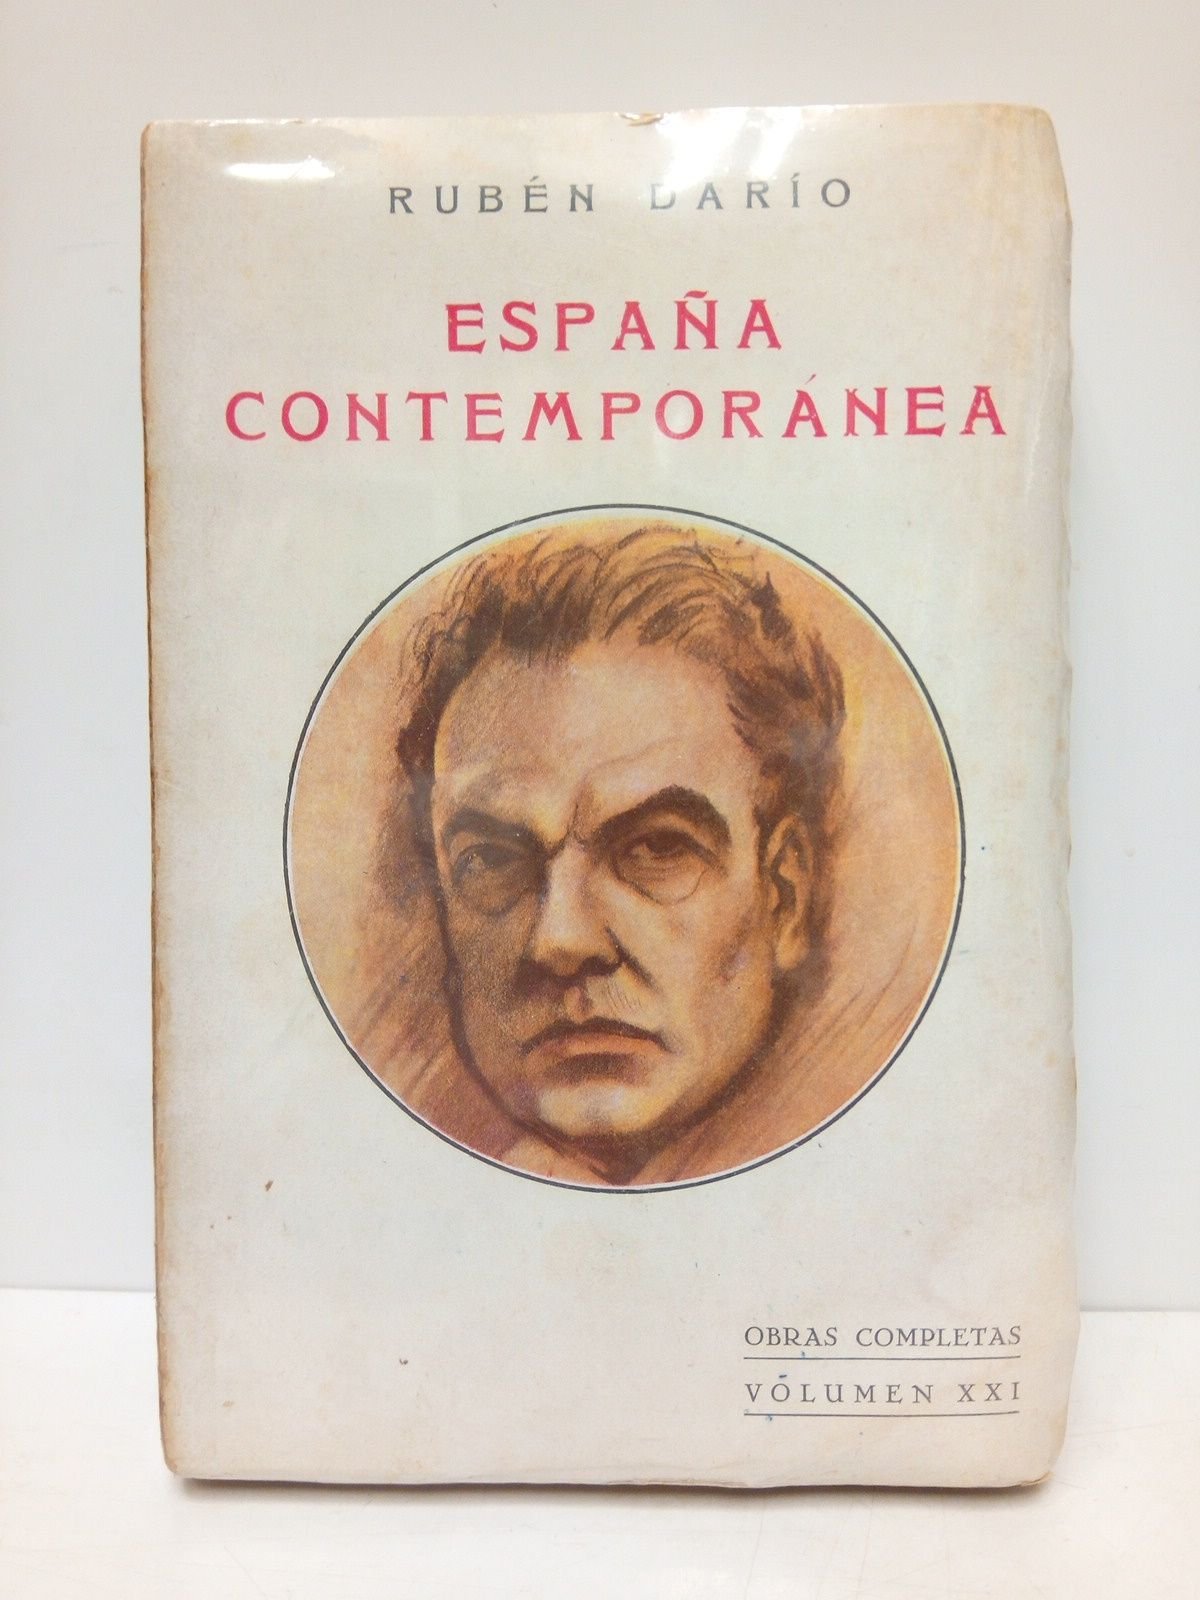 RUBÉN DARÍO
ESPAÑA
CONTEMPORÁNEA
OBRAS COMPLETAS
VOLUMEN XXI